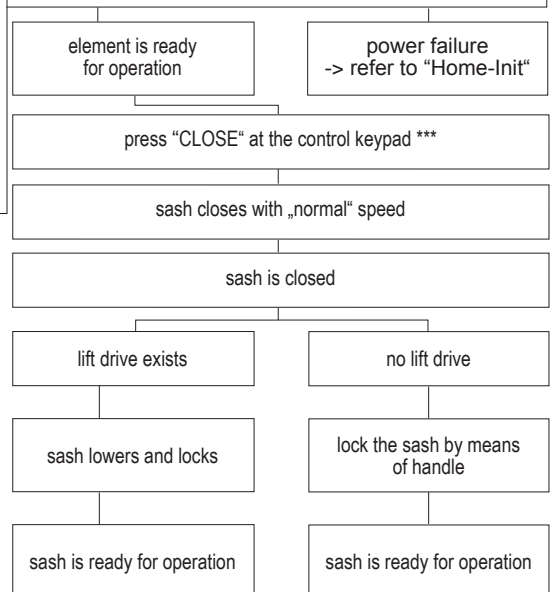 element is ready
for operation
power failure
-> refer to “Home-Init“
press “CLOSE“ at the control keypad ***
sash closes with „normal“ speed
sash is closed
lift drive exists
no lift drive
sash lowers and locks
lock the sash by means
of handle
sash is ready for operation
sash is ready for operation